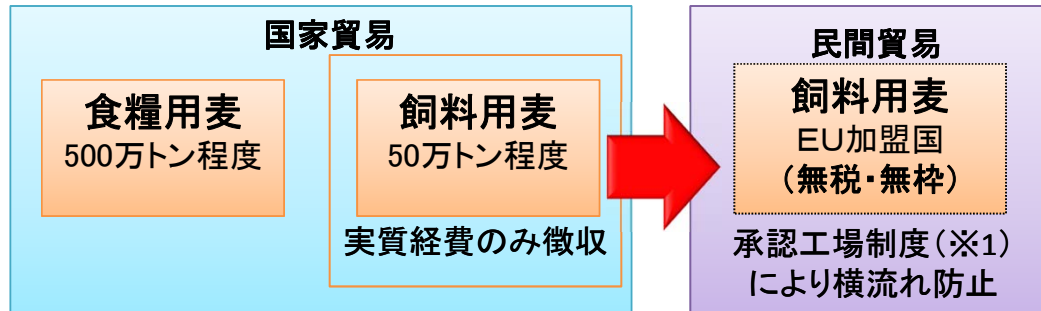 国家貿易
食糧用麦
500万トン程度
飼料用麦
50万トン程度
実質経費のみ徴収
民間貿易
飼料用麦
EU加盟国
（無税・無枠）
承認工場制度（※1）
により横流れ防止